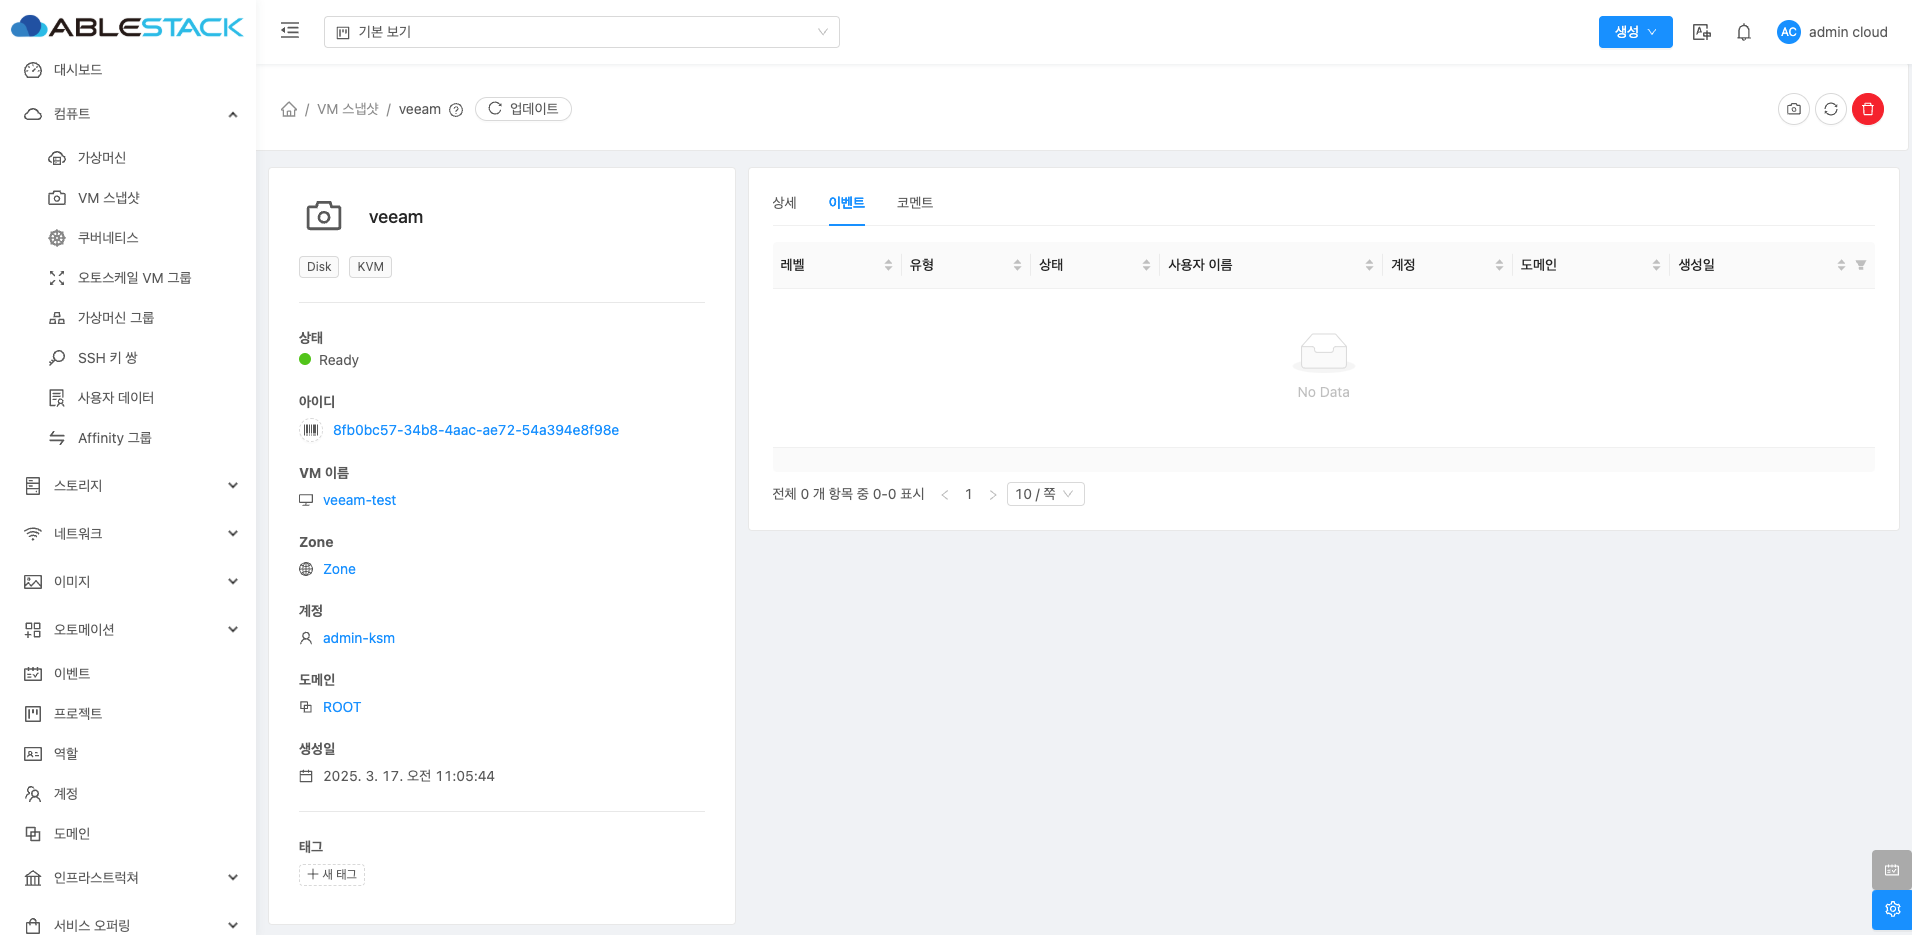 ABLESTACK
기본 보기
생성
AC
admin cloud
대시보드
컴퓨트
가상머신
VM 스냅샷
쿠버네티스
오토스케일 VM 그룹
가상머신 그룹
SSH 키 쌍
사용자 데이터
Affinity 그룹
스토리지
네트워크
이미지
오토메이션
이벤트
프로젝트
역할
계정
도메인
인프라스트럭쳐
서비스 오퍼링
/ VM 스냅샷 / veeam
업데이트
veeam
Disk KVM
상태
Ready
아이디
8fb0bc57-34b8-4aac-ae72-54a394e8f98e
VM 이름
veeam-test
Zone
Zone
계정
admin-ksm
도메인
ROOT
생성일
2025. 3. 17. 오전 11:05:44
태그
새 태그
상세 이벤트 코멘트
레벨 유형 상태 사용자 이름 계정 도메인 생성일
No Data
전체 0 개 항목 중 0-0 표시 < 1 > 10 / 쪽